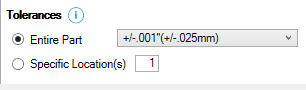 Tolerances i
Entire Part +/-.001"(+/-.025mm)
Specific Location(s) 1